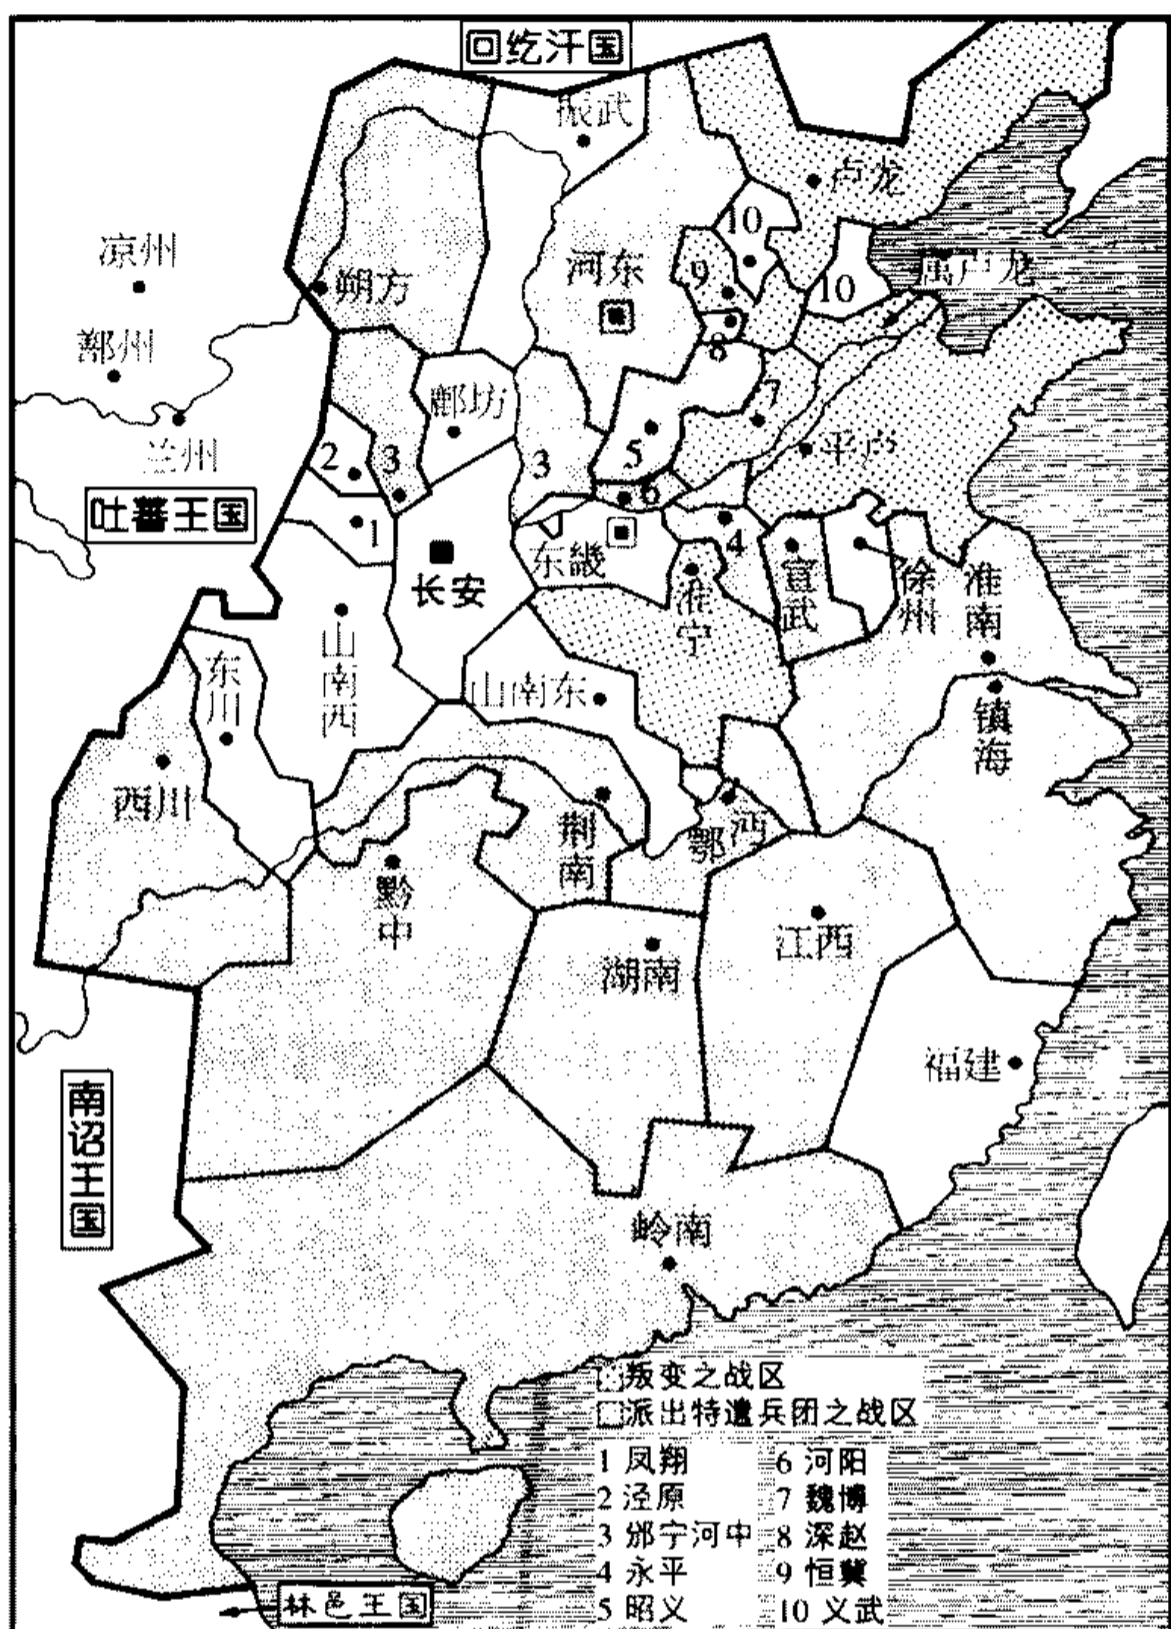 回纥汗国
振武
卢龙
10
凉州
河东
9
朔方
10
属卢龙
鄯州
8
鄜坊
7
兰州
2
3
3
5
平卢
6
吐蕃王国
1
4
东畿
长安
淮宁
宣武
徐州
淮南
山南西
东川
山南东
镇海
西川
荆南
鄂沔
黔中
江西
湖南
福建
南诏王国
岭南
叛变之战区
派出特遣兵团之战区
1 凤翔
2 泾原
3 邠宁河中
4 永平
5 昭义
6 河阳
7 魏博
8 深赵
9 恒冀
10 义武
林邑王国